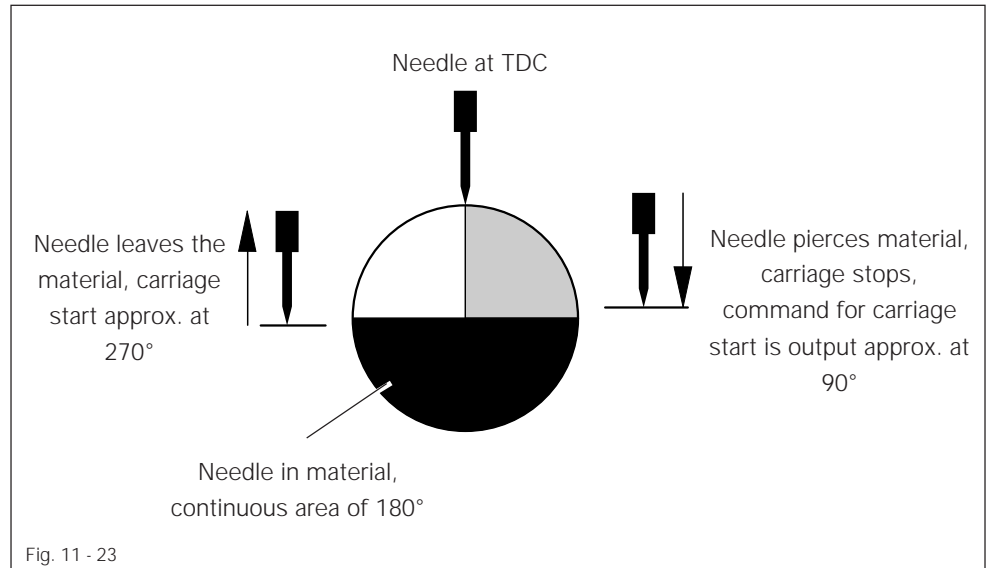 Needle at TDC
Needle leaves the
material, carriage
start approx. at
270°
Needle pierces material,
carriage stops,
command for carriage
start is output approx. at
90°
Needle in material,
continuous area of 180°
Fig. 11 - 23